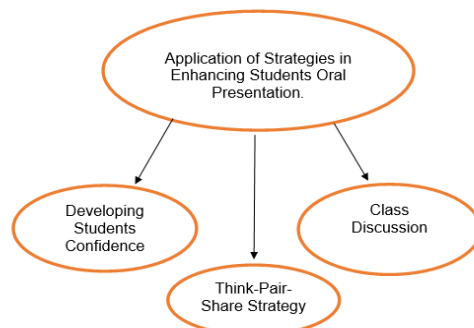 Application of Strategies in
Enhancing Students Oral
Presentation.
Developing
Students
Confidence
Class
Discussion
Think-Pair-
Share Strategy